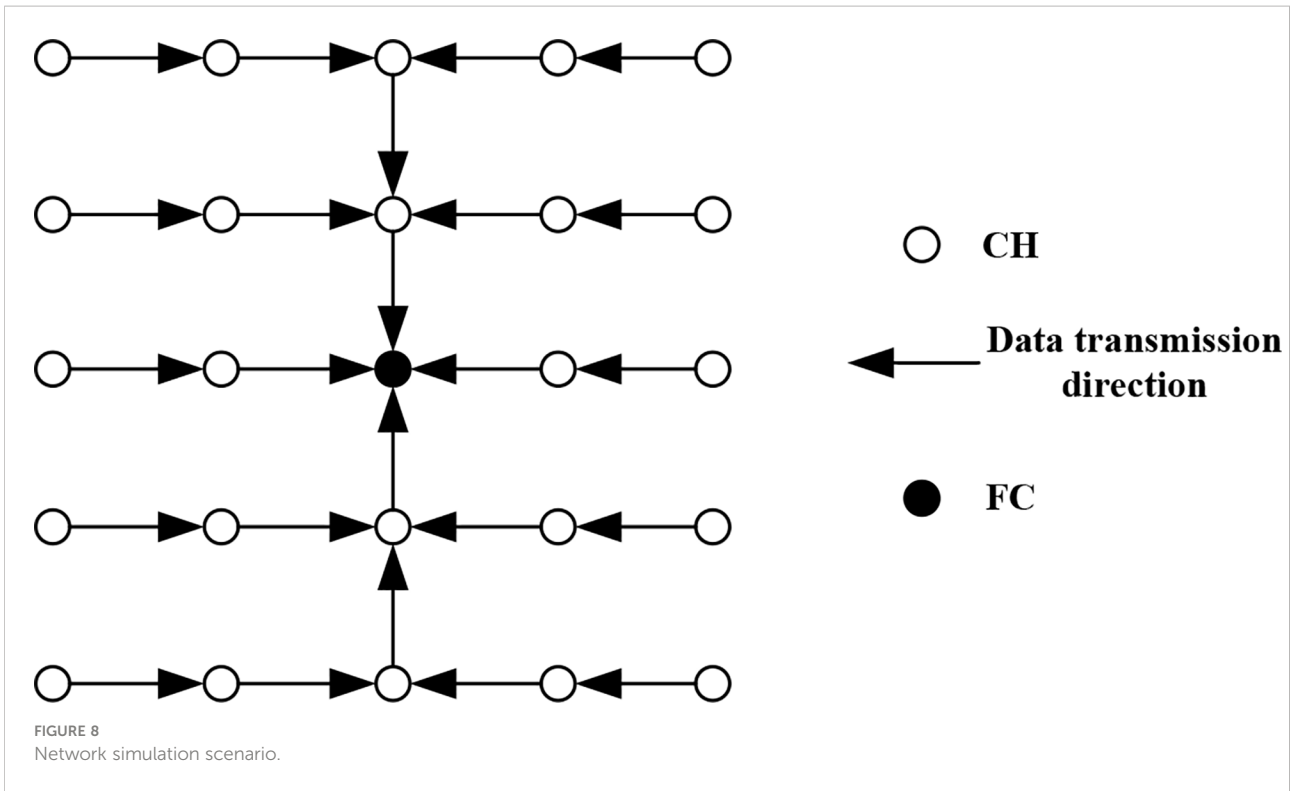 CH
Data transmission
direction
FC
FIGURE 8
Network simulation scenario.